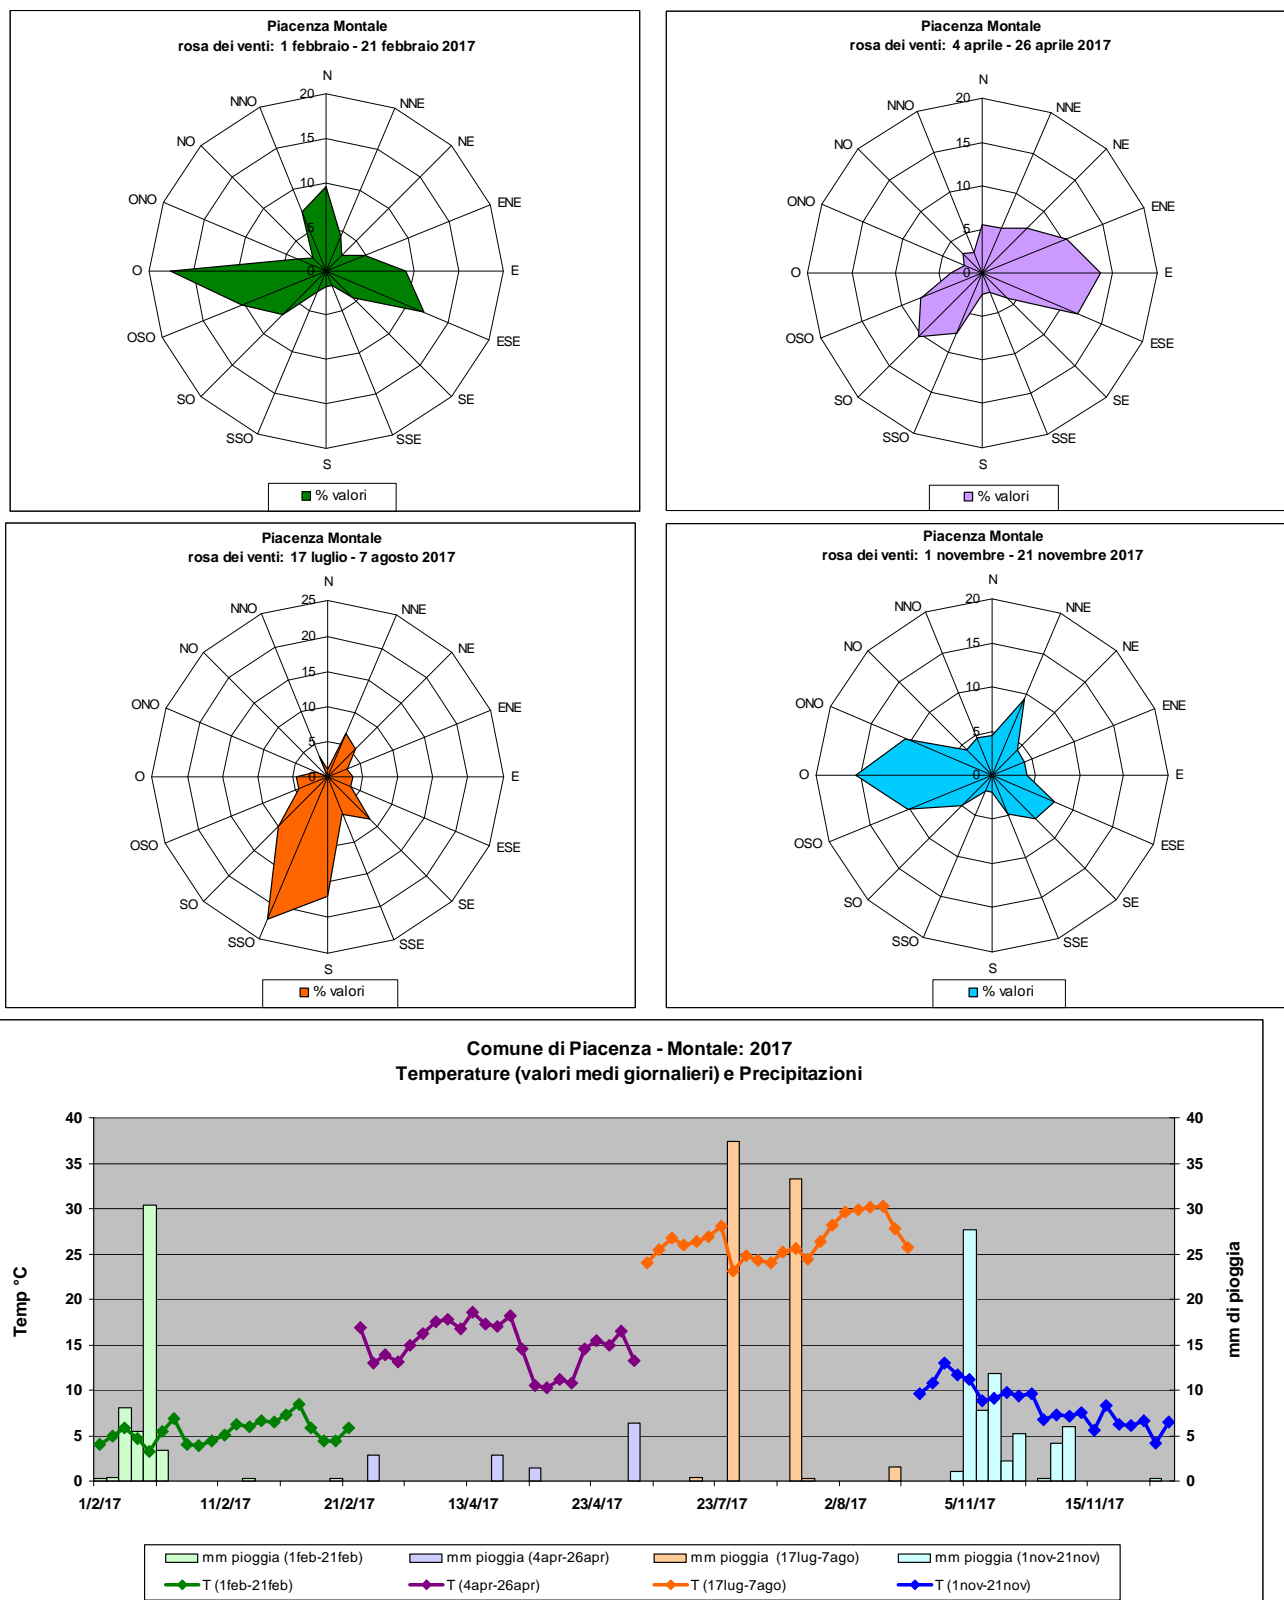 Piacenza Montale
rosa dei venti: 1 febbraio - 21 febbraio 2017
N
NNE
NE
ENE
E
ESE
SE
SSE
S
SSO
SO
OSO
O
ONO
NO
NNO
20
15
10
5
0
% valori
Piacenza Montale
rosa dei venti: 4 aprile - 26 aprile 2017
N
NNE
NE
ENE
E
ESE
SE
SSE
S
SSO
SO
OSO
O
ONO
NO
NNO
20
15
10
5
0
% valori
Piacenza Montale
rosa dei venti: 17 luglio - 7 agosto 2017
N
NNE
NE
ENE
E
ESE
SE
SSE
S
SSO
SO
OSO
O
ONO
NO
NNO
25
20
15
10
5
0
% valori
Piacenza Montale
rosa dei venti: 1 novembre - 21 novembre 2017
N
NNE
NE
ENE
E
ESE
SE
SSE
S
SSO
SO
OSO
O
ONO
NO
NNO
20
15
10
5
0
% valori
Comune di Piacenza - Montale: 2017
Temperature (valori medi giornalieri) e Precipitazioni
Temp °C
40
35
30
25
20
15
10
5
0
40
35
30
25
20
15
10
5
0
mm di pioggia
1/2/17 11/2/17 21/2/17 13/4/17 23/4/17 23/7/17 2/8/17 5/11/17 15/11/17
mm pioggia (1feb-21feb) mm pioggia (4apr-26apr) mm pioggia (17lug-7ago) mm pioggia (1nov-21nov)
T (1feb-21feb) T (4apr-26apr) T (17lug-7ago) T (1nov-21nov)